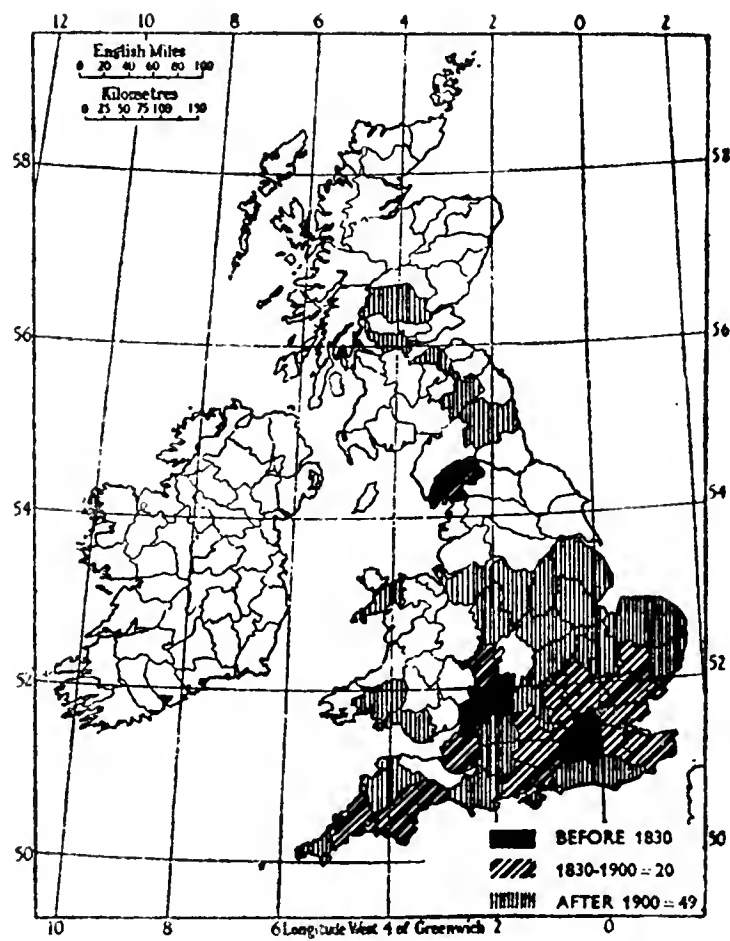 12 10 8 6 4 2 0 2
English Miles
0 20 40 60 80 100
Kilometres
0 25 50 75 100 150
58 58
56 56
54 54
52 52
50 50
BEFORE 1830
1830-1900 = 20
AFTER 1900 = 49
10 8 6 Longitude West 4 of Greenwich 2 0